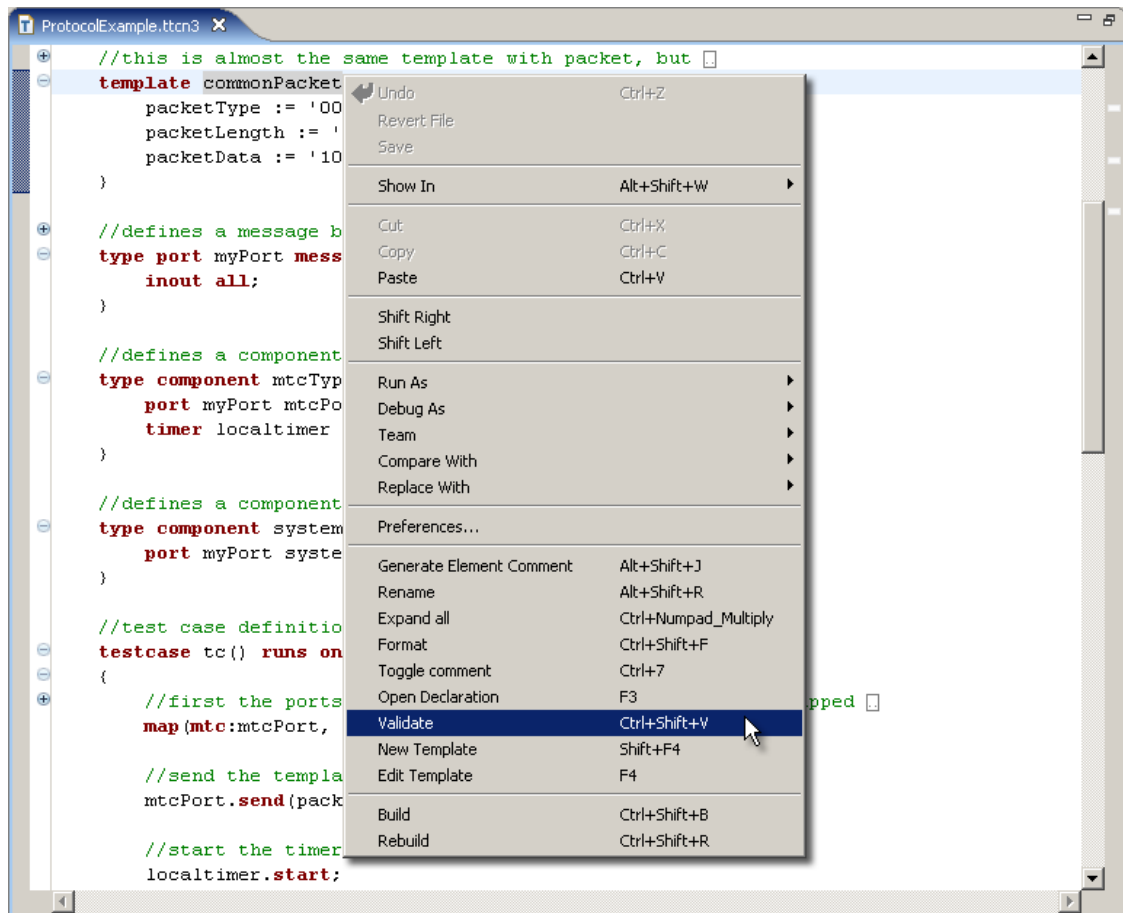 ProtocolExample.ttcn3
//this is almost the same template with packet, but
template commonPacket
packetType := '00
packetLength := '
packetData := '10
}
//defines a message b
type port myPort mess
inout all;
}
//defines a component
type component mtcTyp
port myPort mtcPo
timer localtimer
}
//defines a component
type component system
port myPort syste
}
//test case definitio
testcase tc() runs on
{
//first the ports pped
map(mtc:mtcPort,
//send the templa
mtcPort.send(pack
//start the timer
localtimer.start;
Undo Ctrl+Z
Revert File
Save
Show In Alt+Shift+W
Cut Ctrl+X
Copy Ctrl+C
Paste Ctrl+V
Shift Right
Shift Left
Run As
Debug As
Team
Compare With
Replace With
Preferences...
Generate Element Comment Alt+Shift+J
Rename Alt+Shift+R
Expand all Ctrl+Numpad_Multiply
Format Ctrl+Shift+F
Toggle comment Ctrl+7
Open Declaration F3
Validate Ctrl+Shift+V
New Template Shift+F4
Edit Template F4
Build Ctrl+Shift+B
Rebuild Ctrl+Shift+R